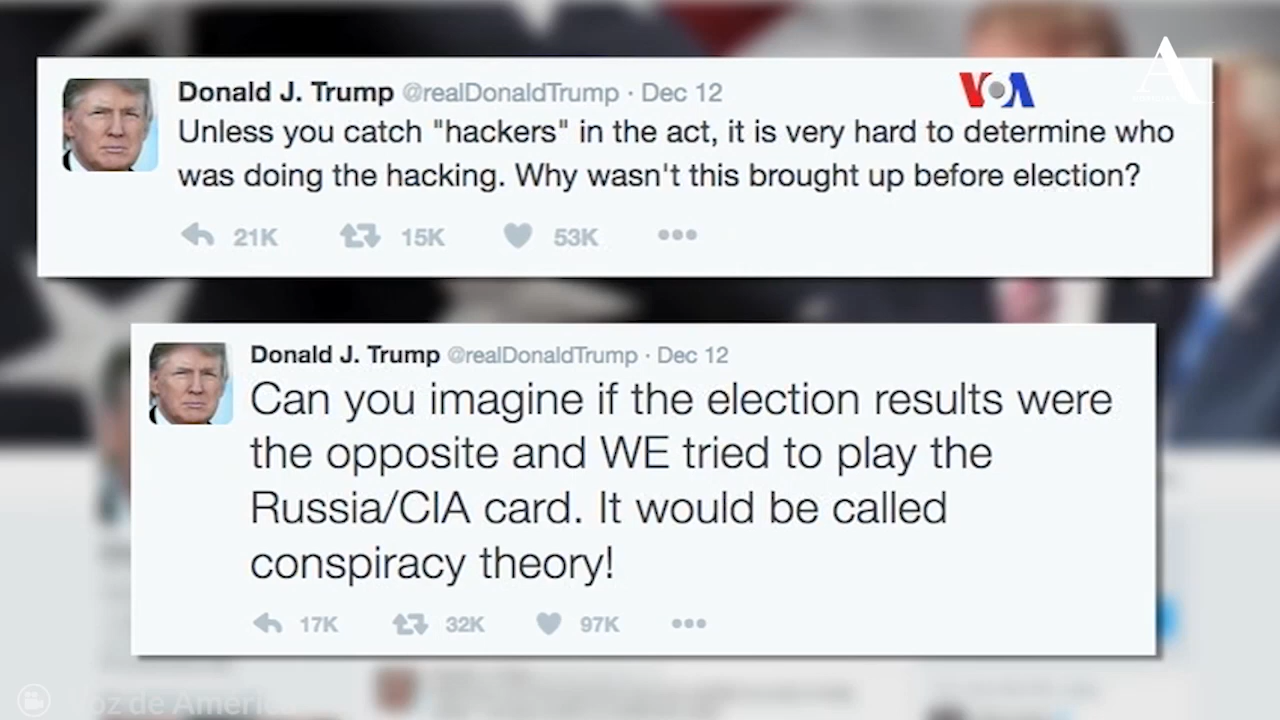 Donald J. Trump @realDonaldTrump · Dec 12
VOA
A
Unless you catch "hackers" in the act, it is very hard to determine who
was doing the hacking. Why wasn't this brought up before election?
21K 15K 53K •••
Donald J. Trump @realDonaldTrump · Dec 12
Can you imagine if the election results were
the opposite and WE tried to play the
Russia/CIA card. It would be called
conspiracy theory!
17K 32K 97K •••
Voz de Améri